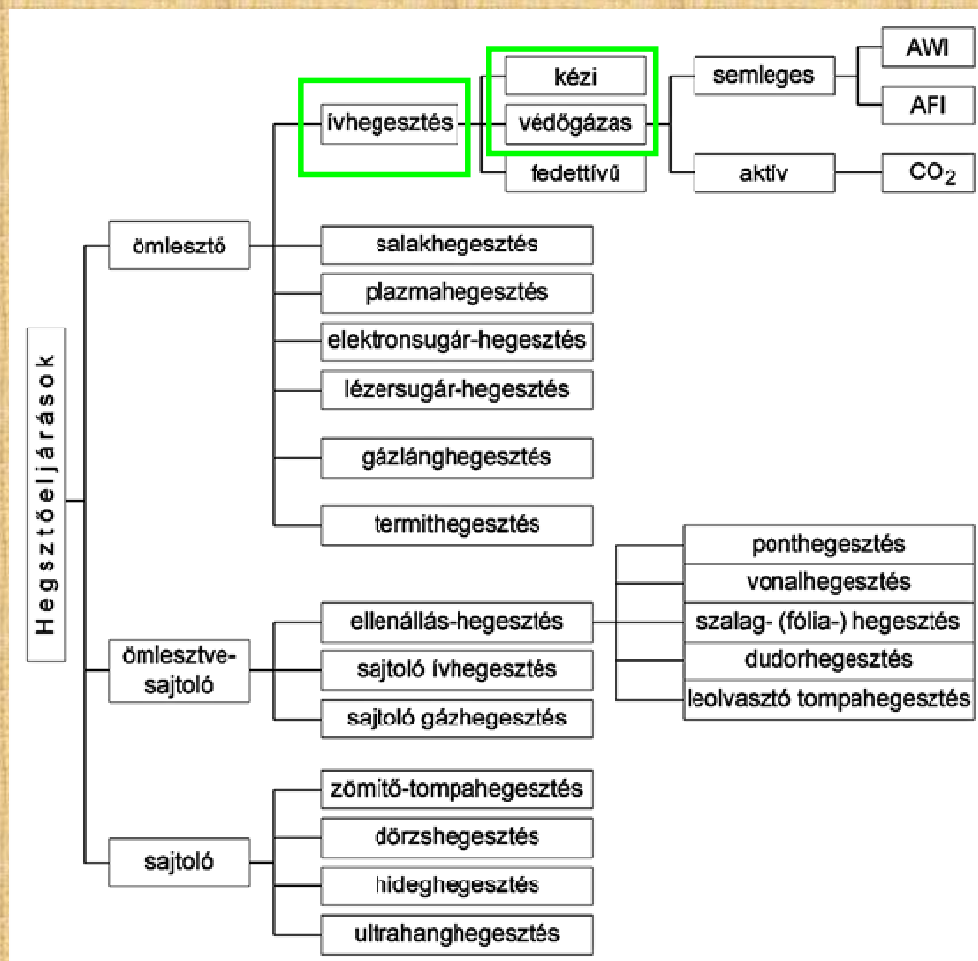 Hegsztőeljárások
ömlesztő
ívhegesztés
kézi
védőgázas
semleges
AWI
AFI
aktív
CO₂
fedettívű
salakhegesztés
plazmahegesztés
elektronsugár-hegesztés
lézersugár-hegesztés
gázlánghegesztés
termithegesztés
ömlesztve-
sajtoló
ellenállás-hegesztés
ponthegesztés
vonalhegesztés
szalag- (fólia-) hegesztés
dudorhegesztés
leolvasztó tompahegesztés
sajtoló ívhegesztés
sajtoló gázhegesztés
sajtoló
zömítő-tompahegesztés
dörzshegesztés
hideghegesztés
ultrahanghegesztés